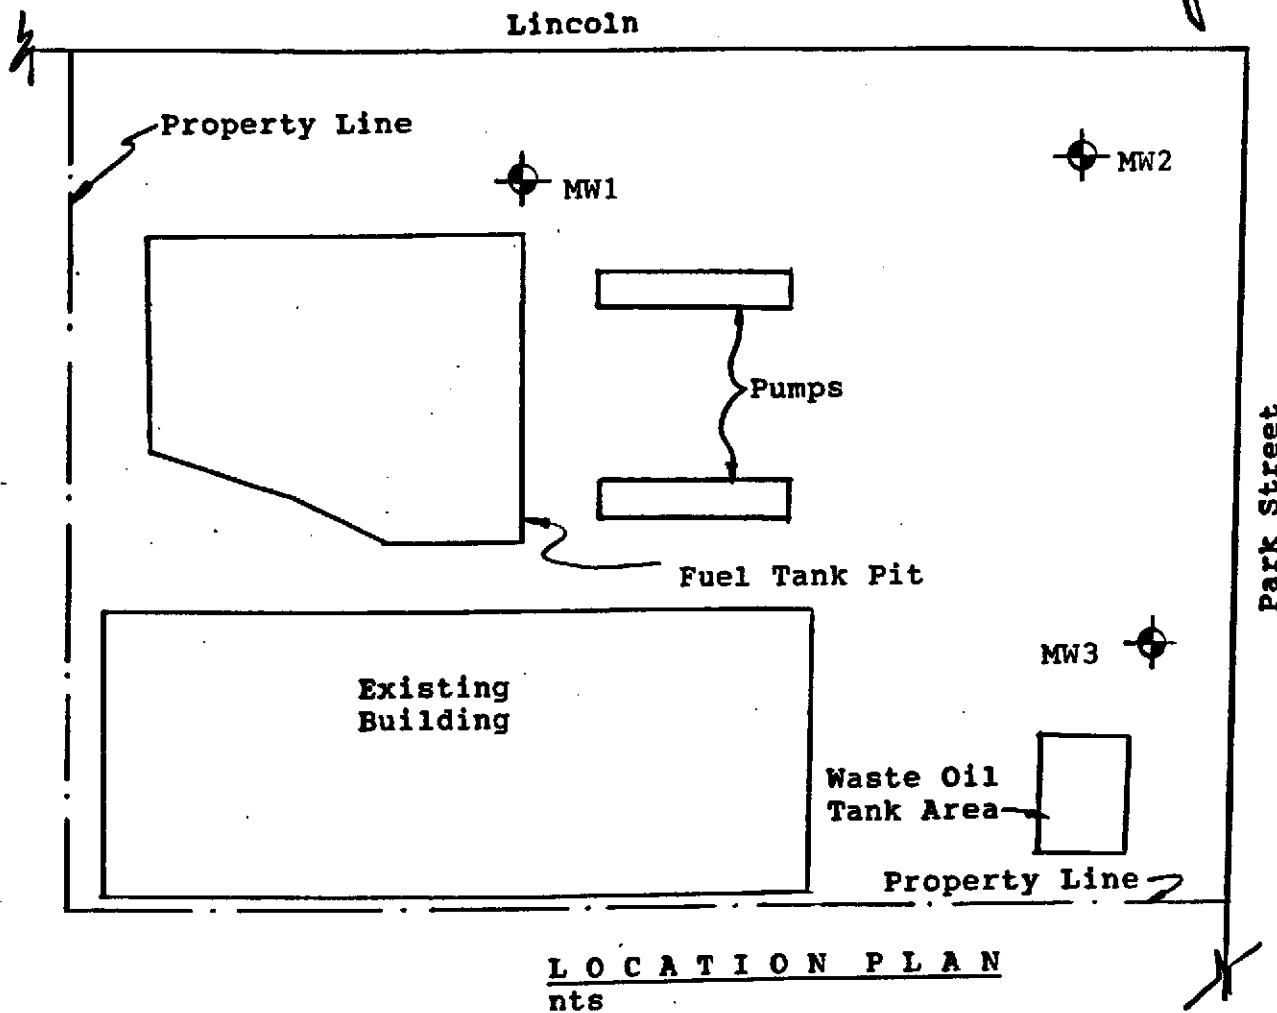 Lincoln
Property Line
MW1
MW2
Pumps
Park Street
Fuel Tank Pit
MW3
Existing
Building
Waste Oil
Tank Area
Property Line
LOCATION PLAN
nts